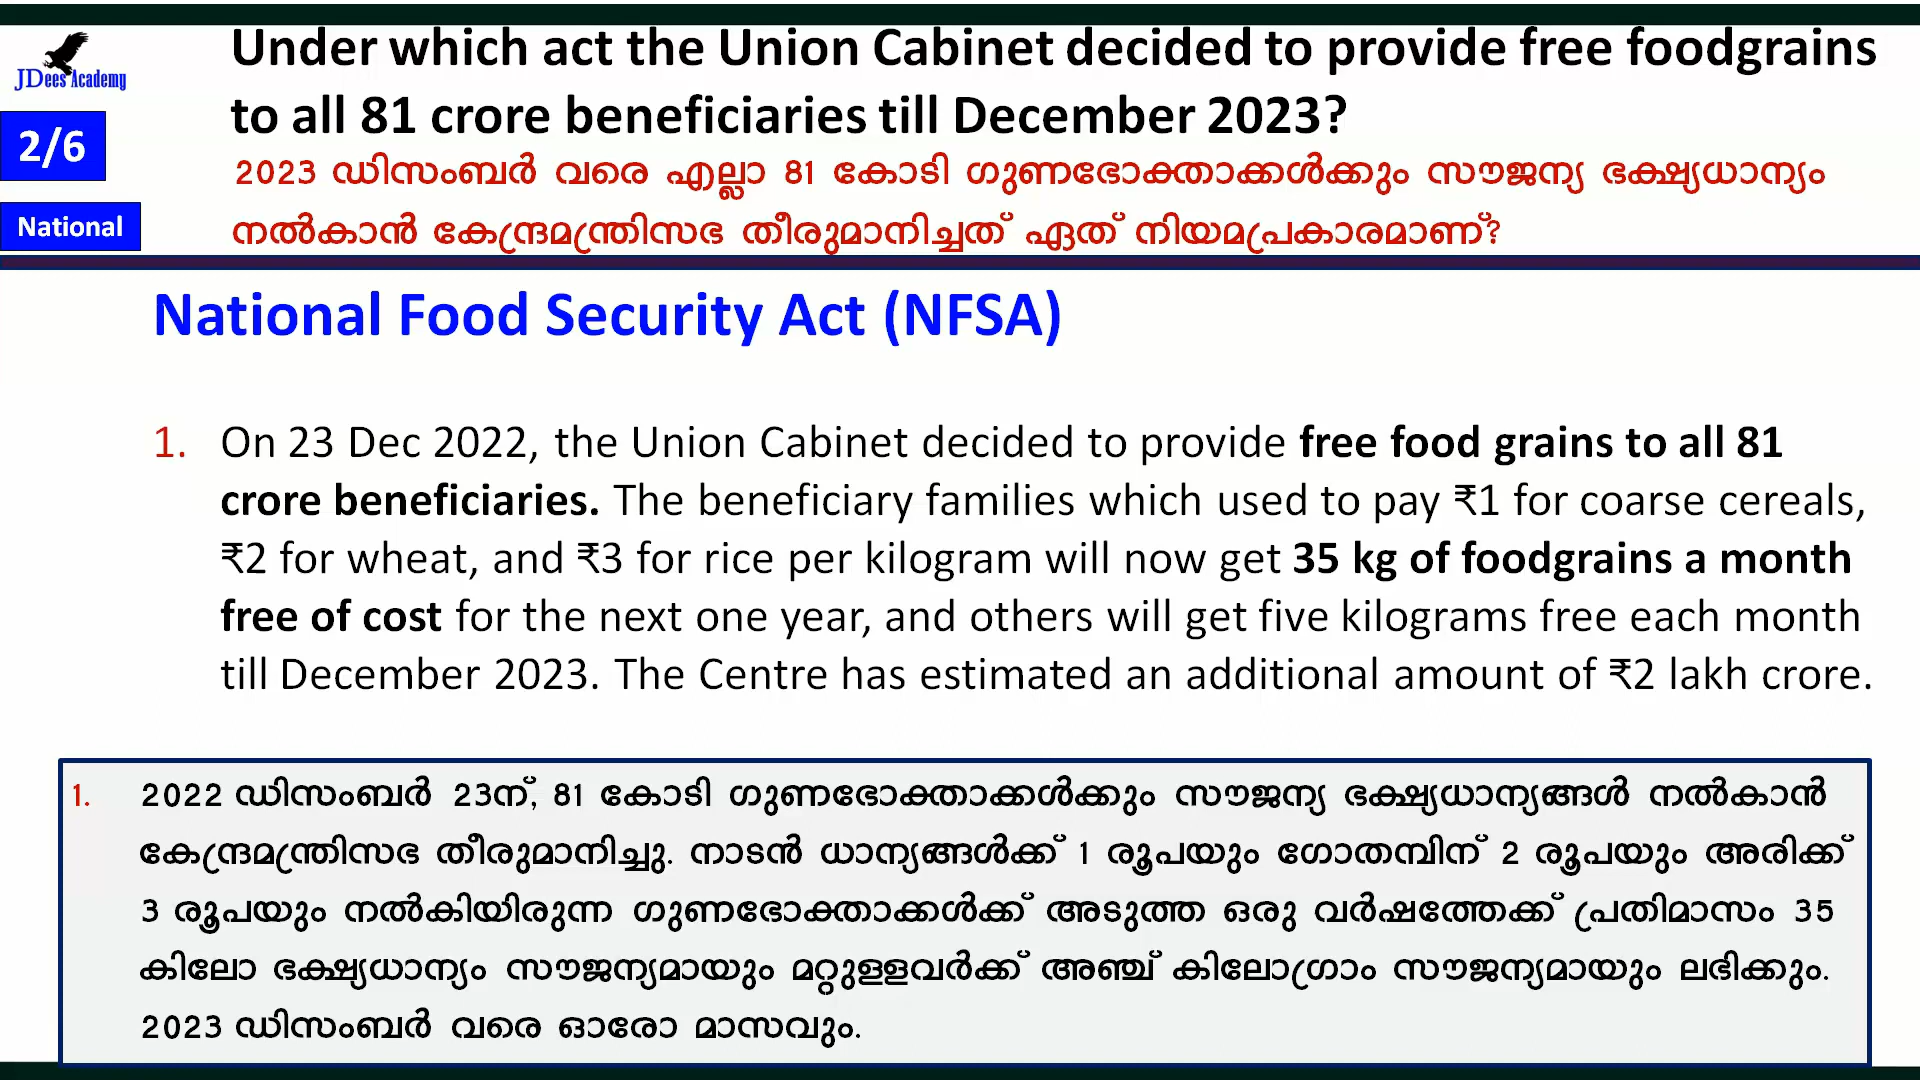 Under which act the Union Cabinet decided to provide free foodgrains
to all 81 crore beneficiaries till December 2023?
JDees Academy
2/6
2023 ഡിസംബർ വരെ എല്ലാ 81 കോടി ഗുണഭോക്താക്കൾക്കും സൗജന്യ ഭക്ഷ്യധാന്യം
National
നൽകാൻ കേന്ദ്രമന്ത്രിസഭ തീരുമാനിച്ചത് ഏത് നിയമപ്രകാരമാണ്?
National Food Security Act (NFSA)
1. On 23 Dec 2022, the Union Cabinet decided to provide free food grains to all 81
crore beneficiaries. The beneficiary families which used to pay ₹1 for coarse cereals,
₹2 for wheat, and ₹3 for rice per kilogram will now get 35 kg of foodgrains a month
free of cost for the next one year, and others will get five kilograms free each month
till December 2023. The Centre has estimated an additional amount of ₹2 lakh crore.
1. 2022 ഡിസംബർ 23ന്, 81 കോടി ഗുണഭോക്താക്കൾക്കും സൗജന്യ ഭക്ഷ്യധാന്യങ്ങൾ നൽകാൻ
കേന്ദ്രമന്ത്രിസഭ തീരുമാനിച്ചു. നാടൻ ധാന്യങ്ങൾക്ക് 1 രൂപയും ഗോതമ്പിന് 2 രൂപയും അരിക്ക്
3 രൂപയും നൽകിയിരുന്ന ഗുണഭോക്താക്കൾക്ക് അടുത്ത ഒരു വർഷത്തേക്ക് പ്രതിമാസം 35
കിലോ ഭക്ഷ്യധാന്യം സൗജന്യമായും മറ്റുളളവർക്ക് അഞ്ച് കിലോഗ്രാം സൗജന്യമായും ലഭിക്കും.
2023 ഡിസംബർ വരെ ഓരോ മാസവും.